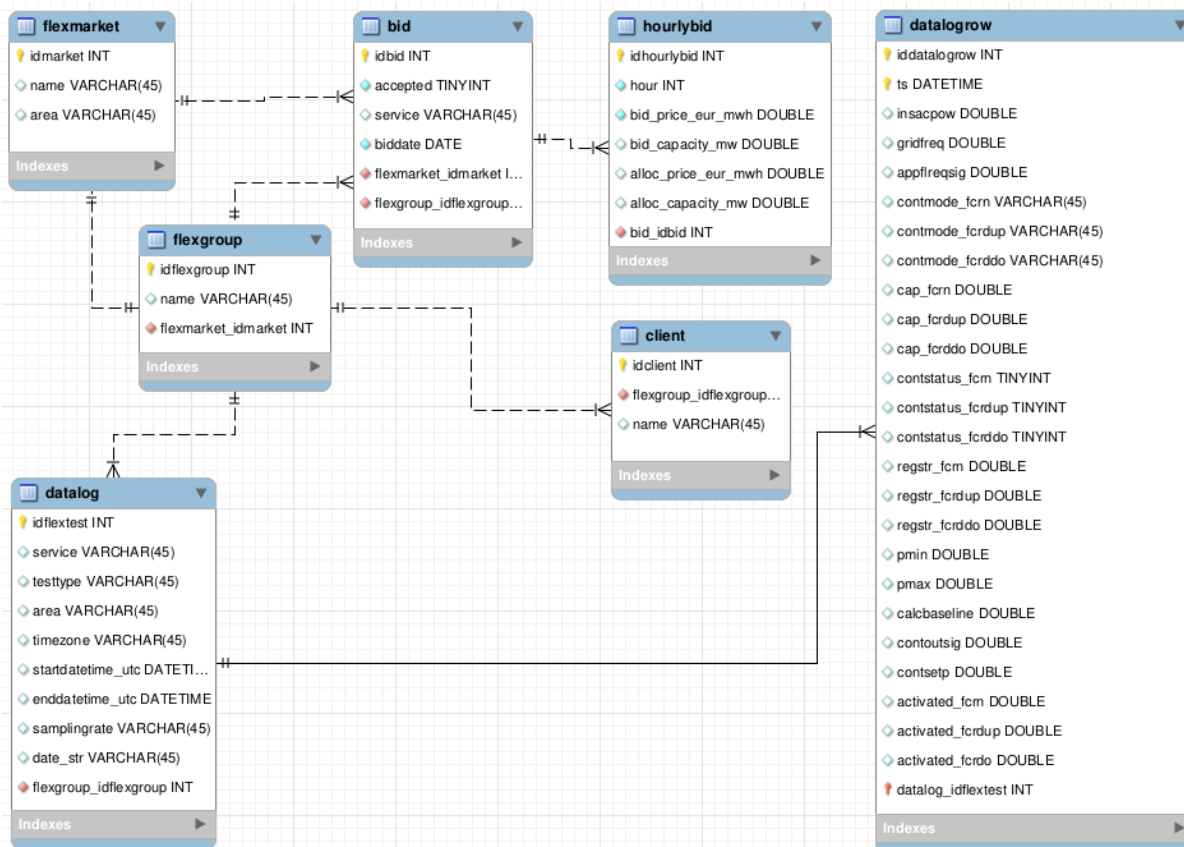 flexmarket
idmarket INT
name VARCHAR(45)
area VARCHAR(45)
Indexes
bid
idbid INT
accepted TINYINT
service VARCHAR(45)
biddate DATE
flexmarket_idmarket I...
flexgroup_idflexgroup...
Indexes
hourlybid
idhourlybid INT
hour INT
bid_price_eur_mwh DOUBLE
bid_capacity_mw DOUBLE
alloc_price_eur_mwh DOUBLE
alloc_capacity_mw DOUBLE
bid_idbid INT
Indexes
flexgroup
idflexgroup INT
name VARCHAR(45)
flexmarket_idmarket INT
Indexes
client
idclient INT
flexgroup_idflexgroup...
name VARCHAR(45)
Indexes
datalog
idflextest INT
service VARCHAR(45)
testtype VARCHAR(45)
area VARCHAR(45)
timezone VARCHAR(45)
startdatetime_utc DATETI...
enddatetime_utc DATETIME
samplingrate VARCHAR(45)
date_str VARCHAR(45)
flexgroup_idflexgroup INT
Indexes
datalogrow
iddatalogrow INT
ts DATETIME
insacpow DOUBLE
gridfreq DOUBLE
appflreqsig DOUBLE
contmode_fcrn VARCHAR(45)
contmode_fcrdup VARCHAR(45)
contmode_fcrddo VARCHAR(45)
cap_fcrn DOUBLE
cap_fcrdup DOUBLE
cap_fcrddo DOUBLE
contstatus_fcrn TINYINT
contstatus_fcrdup TINYINT
contstatus_fcrddo TINYINT
regstr_fcrn DOUBLE
regstr_fcrdup DOUBLE
regstr_fcrddo DOUBLE
pmin DOUBLE
pmax DOUBLE
calcbaseline DOUBLE
contoutsig DOUBLE
contsetp DOUBLE
activated_fcrn DOUBLE
activated_fcrdup DOUBLE
activated_fcrdo DOUBLE
datalog_idflextest INT
Indexes